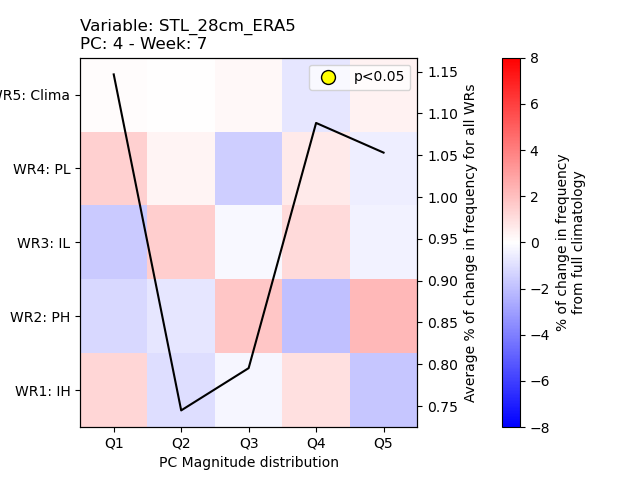 Variable: STL_28cm_ERA5
PC: 4 - Week: 7
p<0.05
WR5: Clima
WR4: PL
WR3: IL
WR2: PH
WR1: IH
Q1 Q2 Q3 Q4 Q5
PC Magnitude distribution
1.15
1.10
1.05
1.00
0.95
0.90
0.85
0.80
0.75
Average % of change in frequency for all WRs
8
6
4
2
0
−2
−4
−6
−8
% of change in frequency
from full climatology